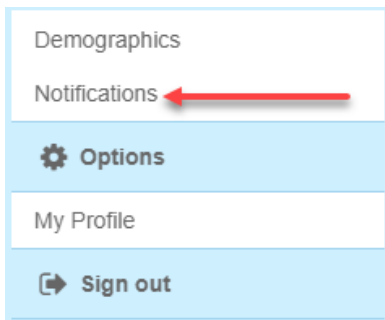 Demographics
Notifications
Options
My Profile
Sign out